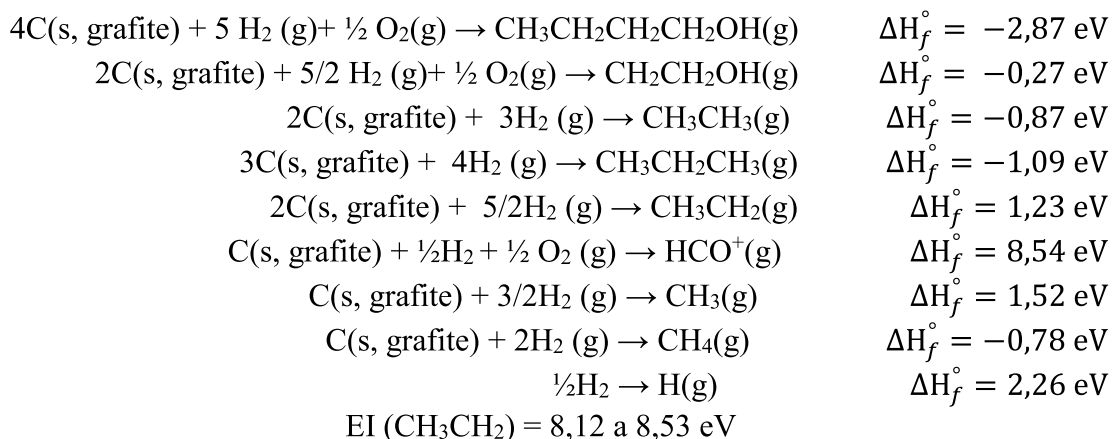 4C(s, grafite) + 5 H₂ (g)+ ½ O₂(g) → CH₃CH₂CH₂CH₂OH(g) ΔH°f = −2,87 eV
2C(s, grafite) + 5/2 H₂ (g)+ ½ O₂(g) → CH₂CH₂OH(g) ΔH°f = −0,27 eV
2C(s, grafite) + 3H₂ (g) → CH₃CH₃(g) ΔH°f = −0,87 eV
3C(s, grafite) + 4H₂ (g) → CH₃CH₂CH₃(g) ΔH°f = −1,09 eV
2C(s, grafite) + 5/2H₂ (g) → CH₃CH₂(g) ΔH°f = 1,23 eV
C(s, grafite) + ½H₂ + ½ O₂ (g) → HCO⁺(g) ΔH°f = 8,54 eV
C(s, grafite) + 3/2H₂ (g) → CH₃(g) ΔH°f = 1,52 eV
C(s, grafite) + 2H₂ (g) → CH₄(g) ΔH°f = −0,78 eV
½H₂ → H(g) ΔH°f = 2,26 eV
EI (CH₃CH₂) = 8,12 a 8,53 eV